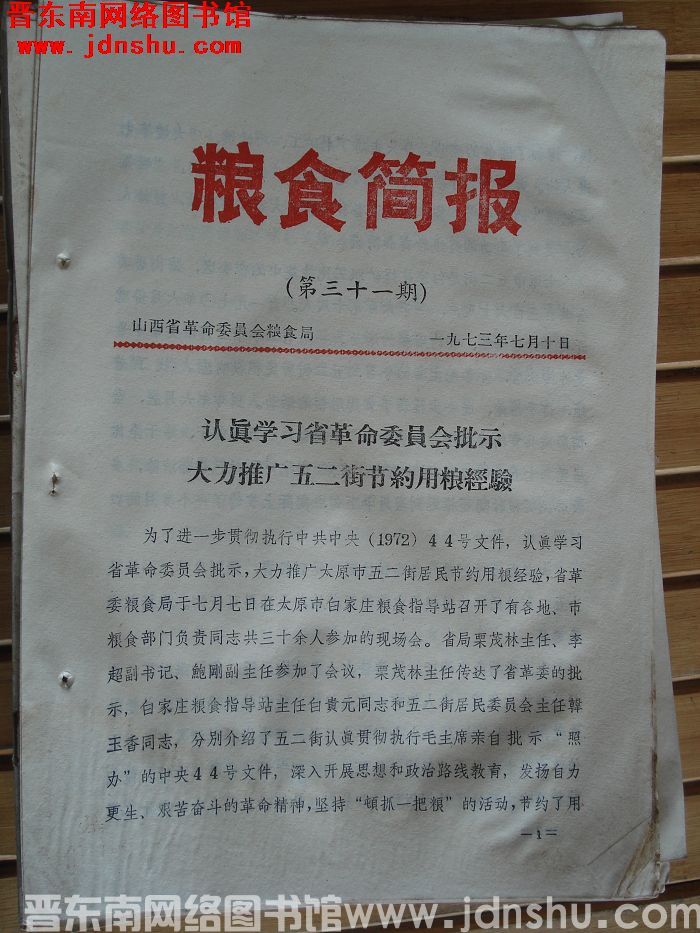 晋东南网络图书馆
www.jdnshu.com
粮食简报
(第三十一期)
山西省革命委員会粮食局 一九七三年七月十日
认眞学习省革命委員会批示
大力推广五二街节約用粮經驗
为了进一步贯彻执行中共中央(1972)44号文件，认眞学习
省革命委员会批示，大力推广太原市五二街居民节约用粮经验，省革
委粮食局于七月七日在太原市白家庄粮食指导站召开了有各地、市
粮食部门负责同志共三十余人参加的现场会。省局栗茂林主任、李
超副书记、鲍剛副主任参加了会议，栗茂林主任传达了省革委的批
示，白家庄粮食指导站主任白貴元同志和五二街居民委员会主任韓
玉香同志，分别介绍了五二街认眞贯彻执行毛主席亲自批示“照
办”的中央44号文件，深入开展思想和政治路线教育，发扬自力
更生、艰苦奋斗的革命精神，坚持“頓抓一把粮”的活动，节约了用
—1—
晋东南网络图书馆www.jdnshu.com